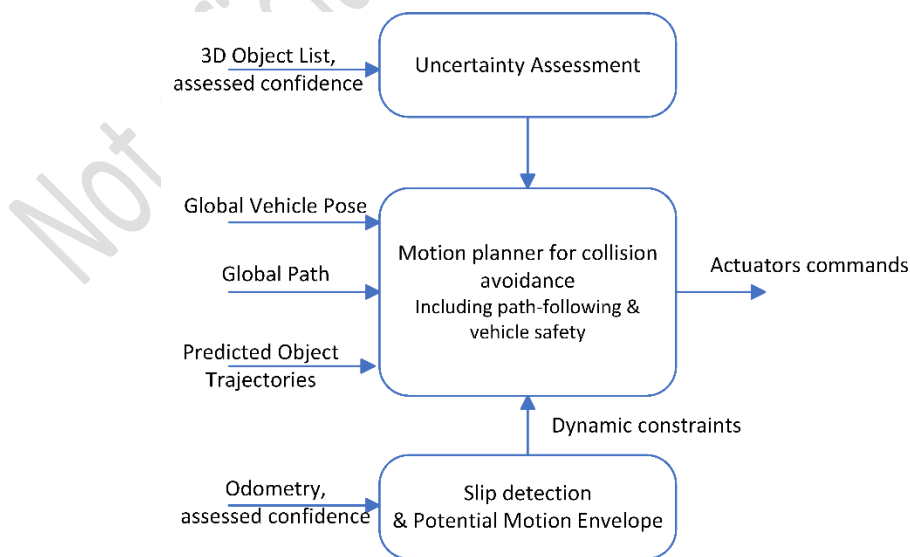 3D Object List,
assessed confidence
Uncertainty Assessment
Global Vehicle Pose
Global Path
Predicted Object
Trajectories
Motion planner for collision
avoidance
Including path-following &
vehicle safety
Actuators commands
Dynamic constraints
Odometry,
assessed confidence
Slip detection
& Potential Motion Envelope
Not